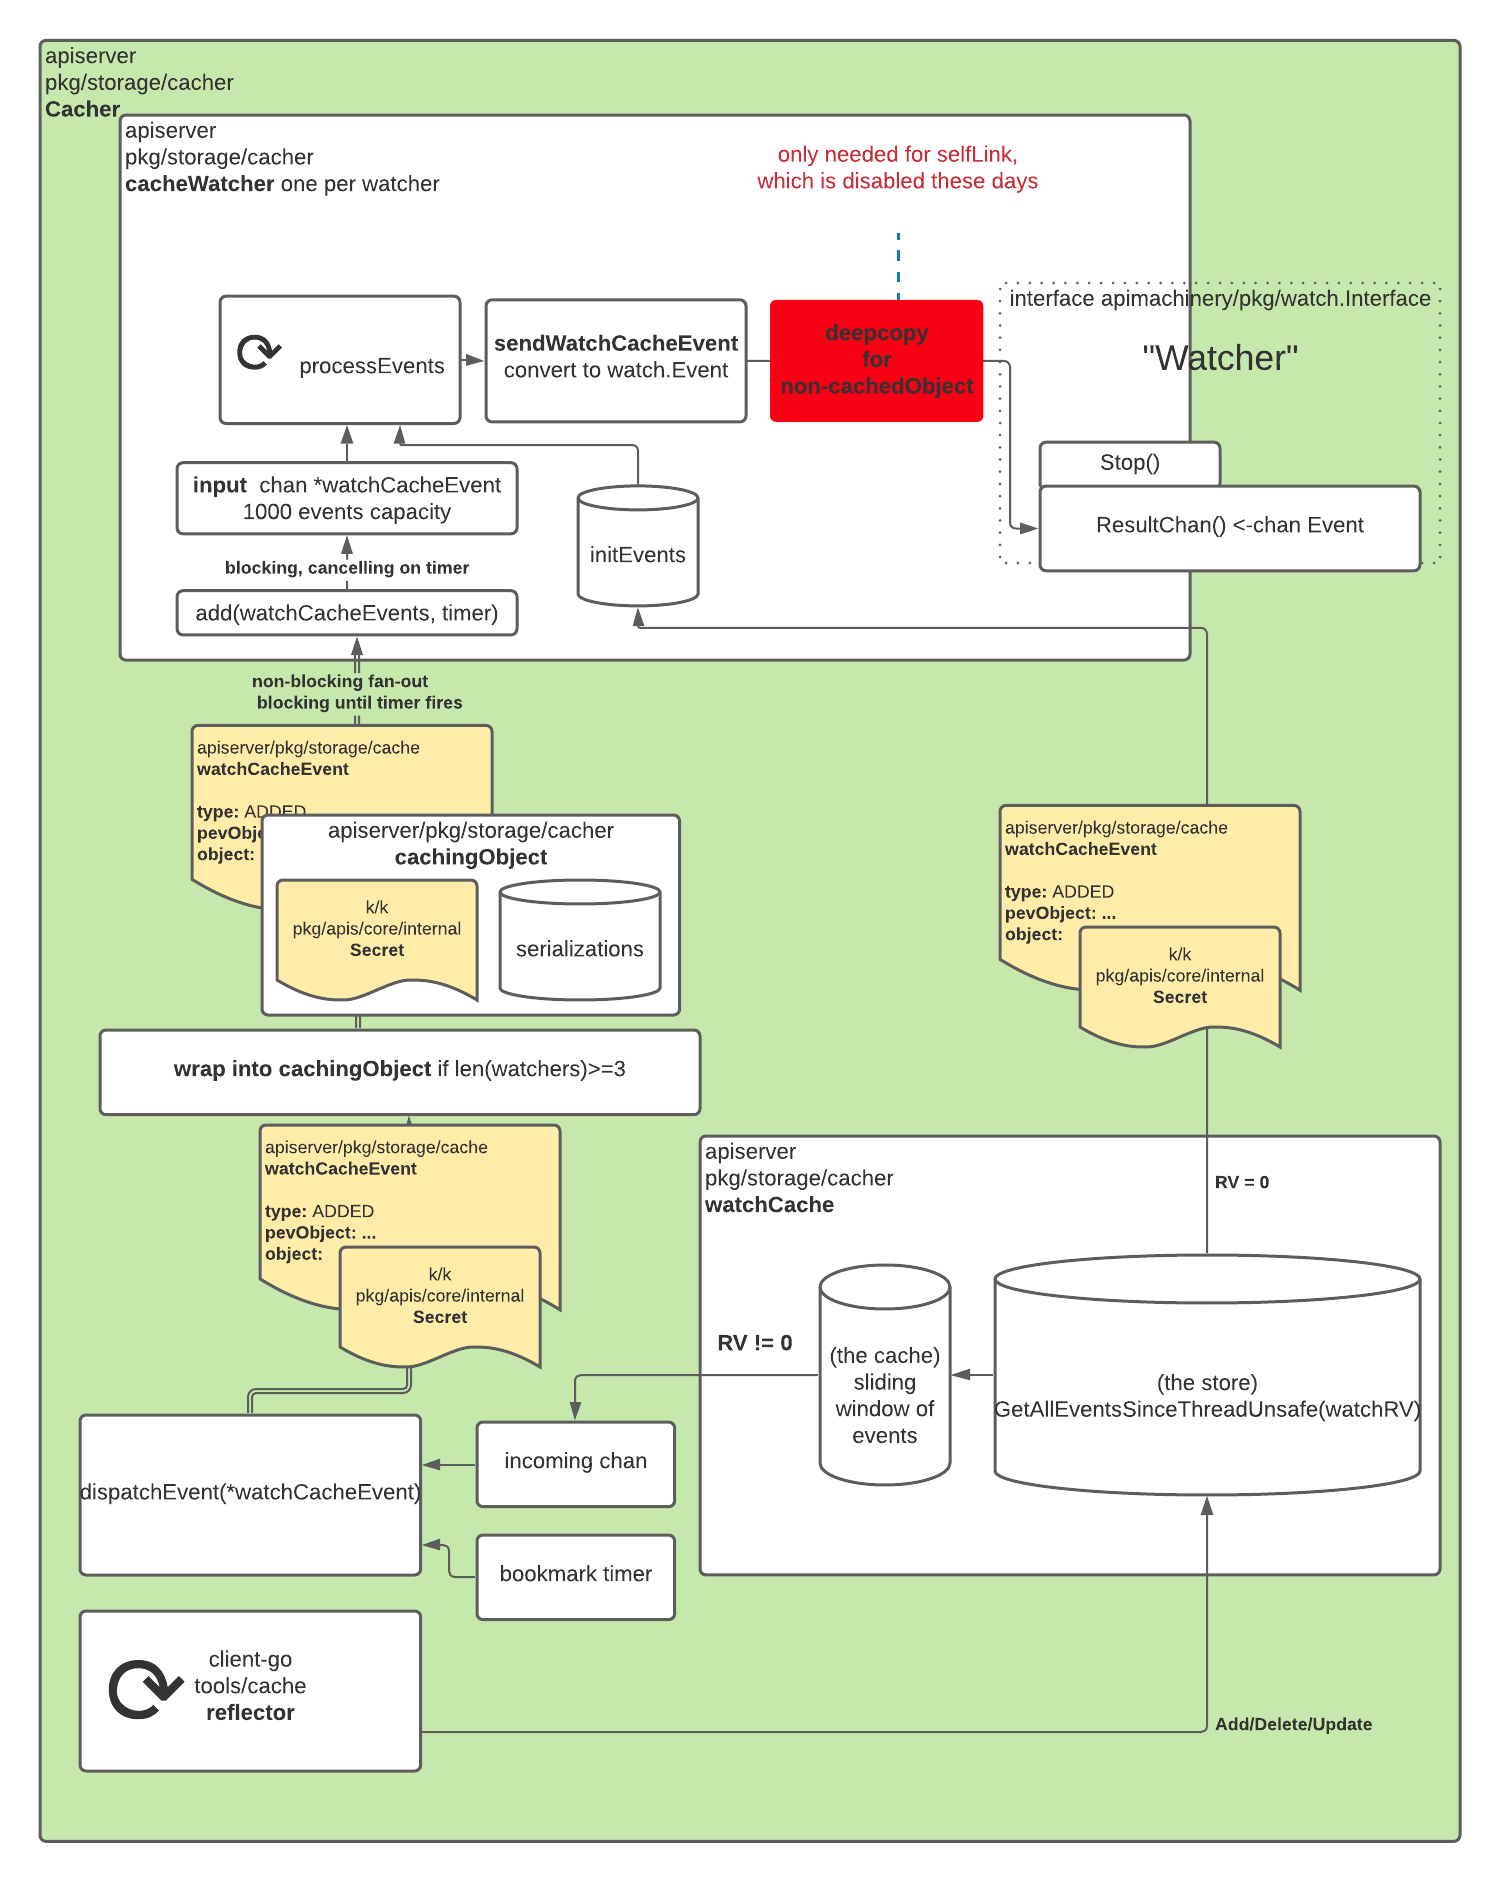 apiserver
pkg/storage/cacher
Cacher
apiserver
pkg/storage/cacher
cacheWatcher one per watcher
only needed for selfLink,
which is disabled these days
interface apimachinery/pkg/watch.Interface
"Watcher"
processEvents
sendWatchCacheEvent
convert to watch.Event
deepcopy
for
non-cachedObject
Stop()
ResultChan() <-chan Event
input chan *watchCacheEvent
1000 events capacity
initEvents
blocking, cancelling on timer
add(watchCacheEvents, timer)
non-blocking fan-out
blocking until timer fires
apiserver/pkg/storage/cache
watchCacheEvent
type: ADDED
pevObje
object:
apiserver/pkg/storage/cacher
cachingObject
k/k
pkg/apis/core/internal
Secret
serializations
apiserver/pkg/storage/cache
watchCacheEvent
type: ADDED
pevObject: ...
object:
k/k
pkg/apis/core/internal
Secret
wrap into cachingObject if len(watchers)>=3
apiserver/pkg/storage/cache
watchCacheEvent
type: ADDED
pevObject: ...
object:
k/k
pkg/apis/core/internal
Secret
apiserver
pkg/storage/cacher
watchCache
RV = 0
RV != 0
(the cache)
sliding
window of
events
(the store)
GetAllEventsSinceThreadUnsafe(watchRV)
incoming chan
dispatchEvent(*watchCacheEvent)
bookmark timer
client-go
tools/cache
reflector
Add/Delete/Update